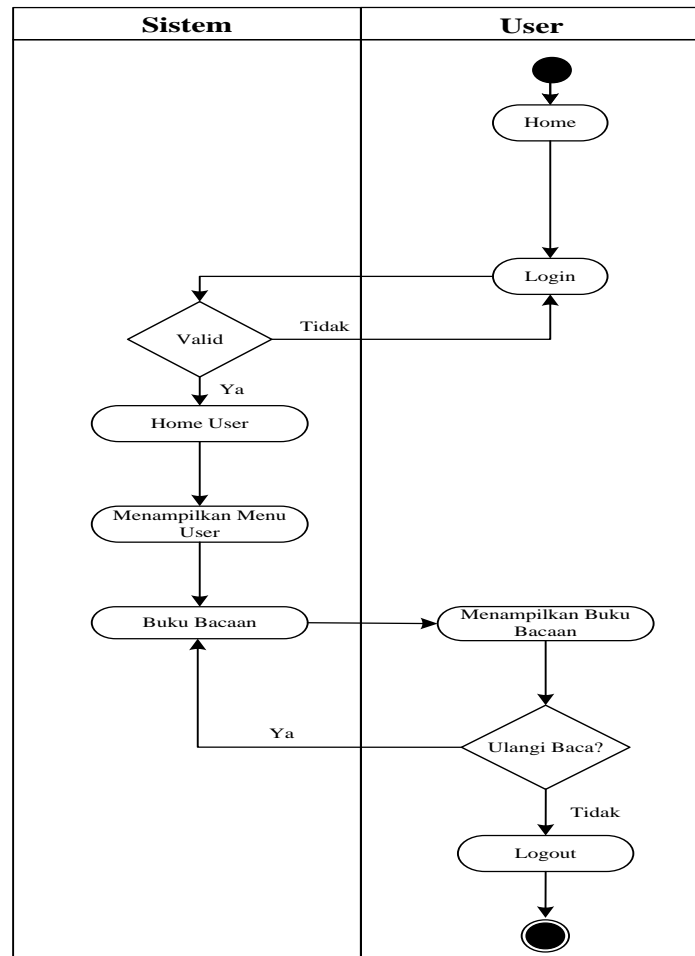 Sistem
User
Home
Login
Valid
Tidak
Ya
Home User
Menampilkan Menu
User
Buku Bacaan
Menampilkan Buku
Bacaan
Ya
Ulangi Baca?
Tidak
Logout